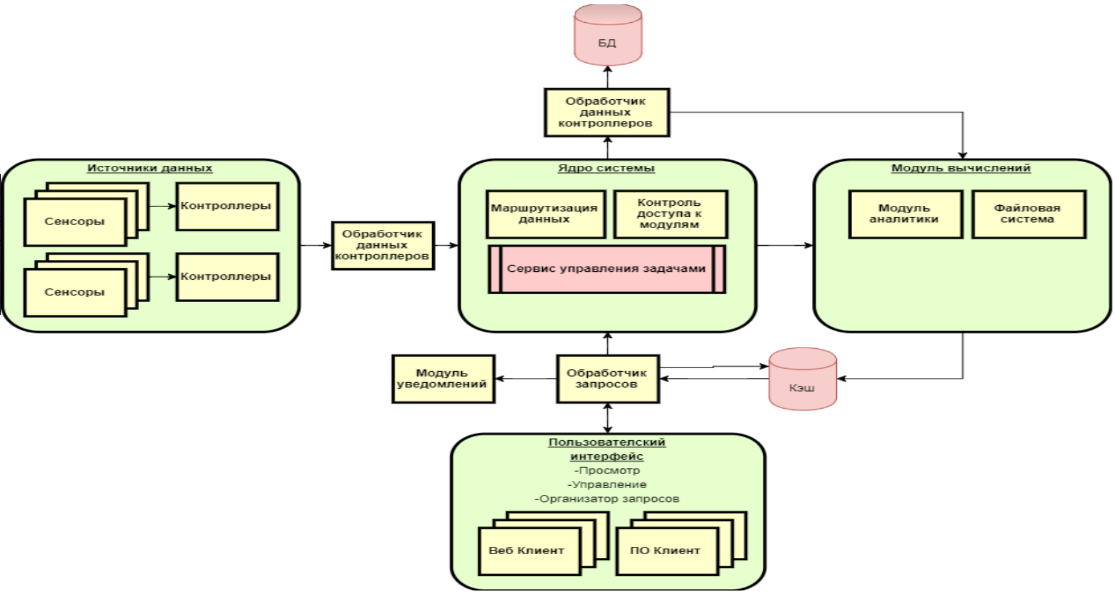 БД
Обработчик
данных
контроллеров
Источники данных
Сенсоры
Контроллеры
Сенсоры
Контроллеры
Обработчик
данных
контроллеров
Ядро системы
Маршрутизация
данных
Контроль
доступа к
модулям
Сервис управления задачами
Модуль вычислений
Модуль
аналитики
Файловая
система
Модуль
уведомлений
Обработчик
запросов
Кэш
Пользователский
интерфейс
-Просмотр
-Управление
-Организатор запросов
Веб Клиент
ПО Клиент